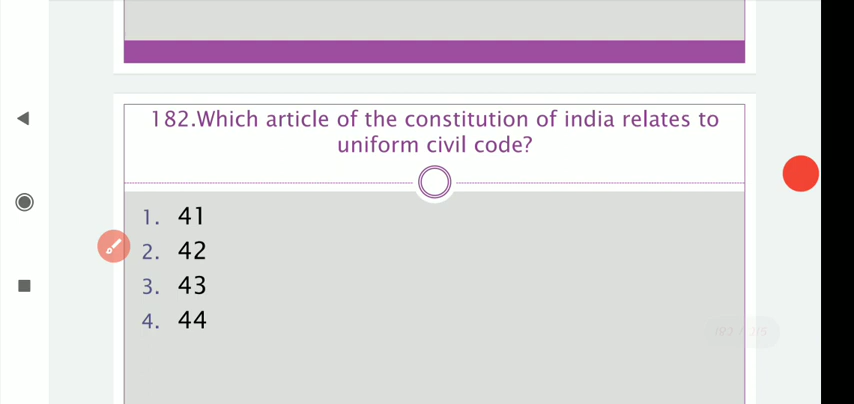 182.Which article of the constitution of india relates to
uniform civil code?
1. 41
2. 42
3. 43
4. 44